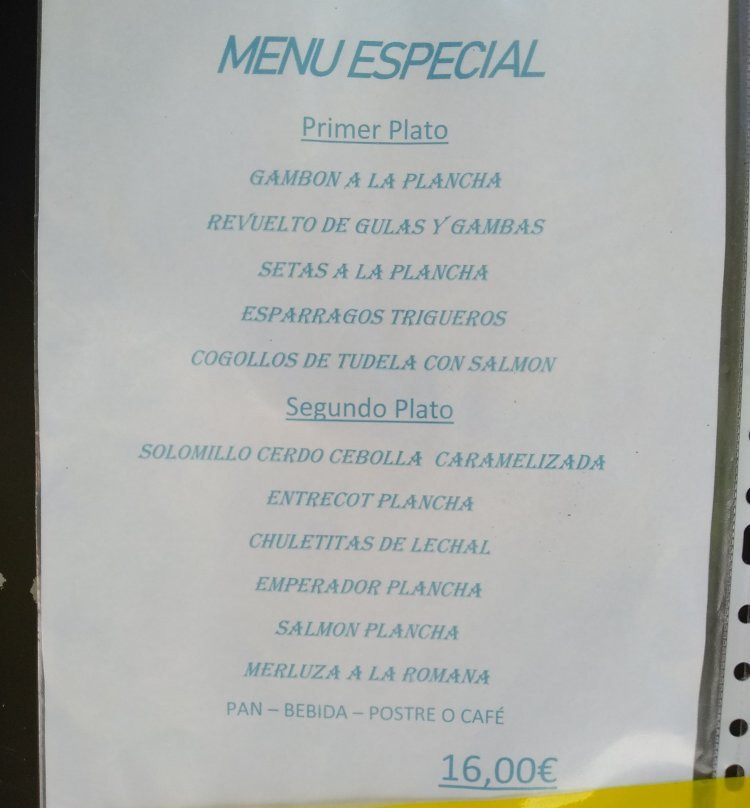 MENU ESPECIAL
Primer Plato
GAMBON A LA PLANCHA
REVUELTO DE GULAS Y GAMBAS
SETAS A LA PLANCHA
ESPARRAGOS TRIGUEROS
COGOLLOS DE TUDELA CON SALMON
Segundo Plato
SOLOMILLO CERDO CEBOLLA CARAMELIZADA
ENTRECOT PLANCHA
CHULETITAS DE LECHAL
EMPERADOR PLANCHA
SALMON PLANCHA
MERLUZA A LA ROMANA
PAN – BEBIDA – POSTRE O CAFÉ
16,00€